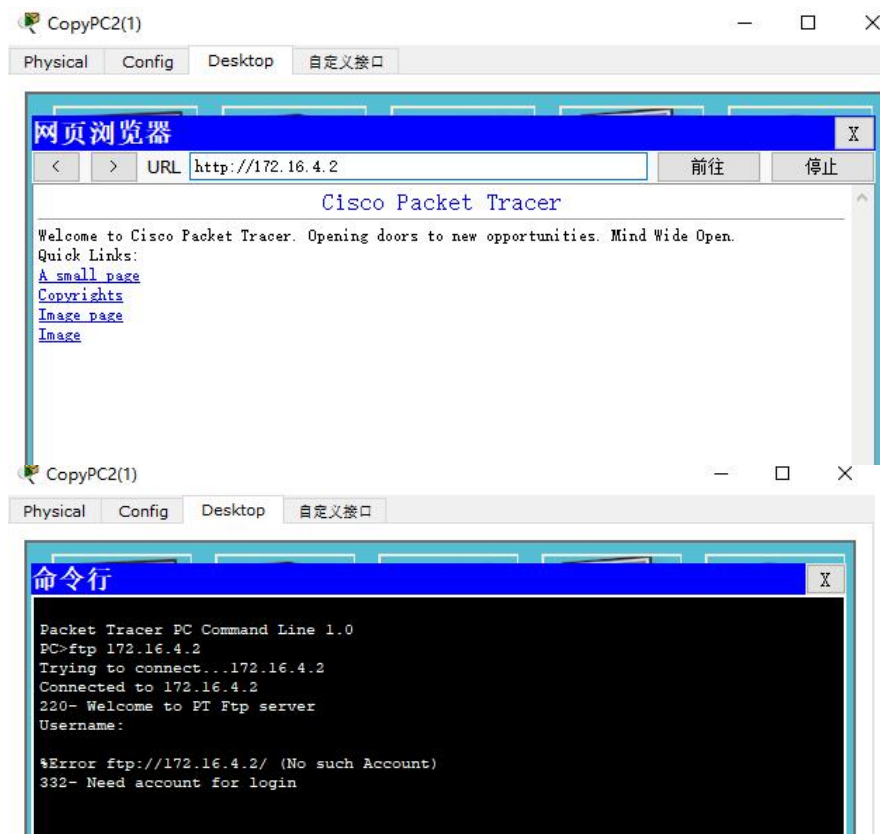 CopyPC2(1)
Physical Config Desktop 自定义接口
网页浏览器 X
< > URL http://172.16.4.2 前往 停止
Cisco Packet Tracer
Welcome to Cisco Packet Tracer. Opening doors to new opportunities. Mind Wide Open.
Quick Links:
A small page
Copyrights
Image page
Image
CopyPC2(1)
Physical Config Desktop 自定义接口
命令行 X
Packet Tracer PC Command Line 1.0
PC>ftp 172.16.4.2
Trying to connect...172.16.4.2
Connected to 172.16.4.2
220- Welcome to PT Ftp server
Username:
%Error ftp://172.16.4.2/ (No such Account)
332- Need account for login